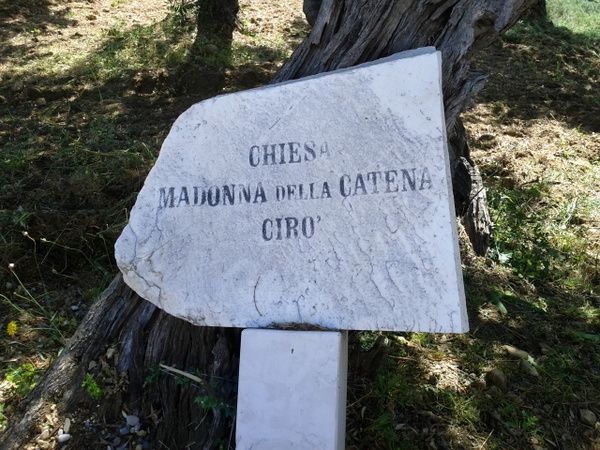 CHIESA
MADONNA DELLA CATENA
CIRO'